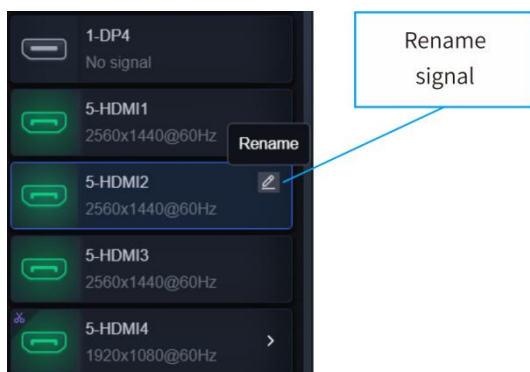 1-DP4
No signal
5-HDMI1
2560x1440@60Hz
Rename
5-HDMI2
2560x1440@60Hz
5-HDMI3
2560x1440@60Hz
5-HDMI4
1920x1080@60Hz
Rename
signal